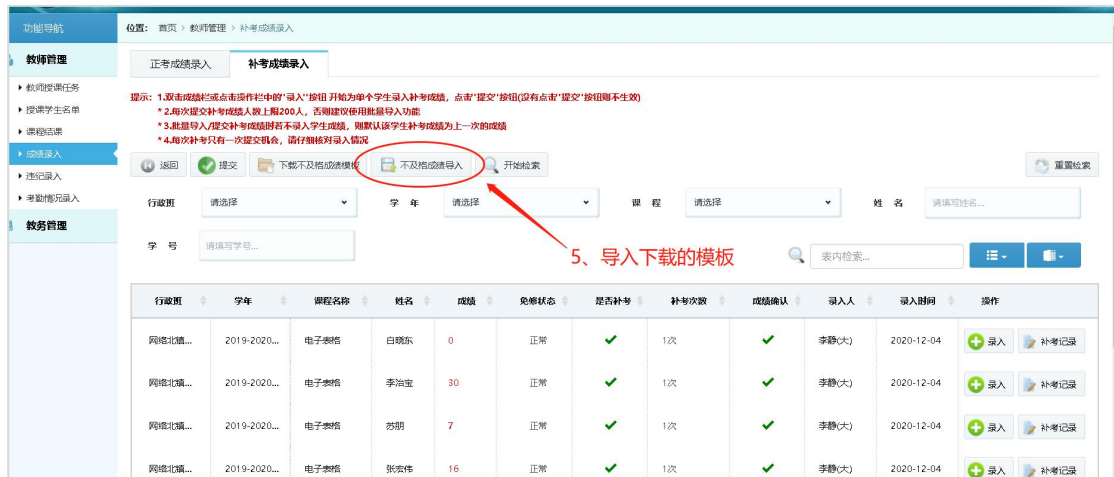 功能导航
位置： 首页 > 教师管理 > 补考成绩录入
教师管理
教师授课任务
授课学生名单
课程结课
成绩录入
违纪录入
考勤情况录入
教务管理
正考成绩录入 补考成绩录入
提示：1.双击成绩栏或点击操作栏中的"录入"按钮 开始为单个学生录入补考成绩，点击"提交"按钮(没有点击"提交"按钮则不生效)
* 2.每次提交补考成绩人数上限200人，否则建议使用批量导入功能
* 3.批量导入/提交补考成绩时若不录入学生成绩，则默认该学生补考成绩为上一次的成绩
* 4.每次补考只有一次提交机会，请仔细核对录入情况
返回 提交 下载不及格成绩模板 不及格成绩导入 开始检索 重置检索
行政班 请选择 学 年 请选择 课 程 请选择 姓 名 请填写姓名...
学 号 请填写学号... 5、导入下载的模板 表内检索...
行政班 学年 课程名称 姓名 成绩 免修状态 是否补考 补考次数 成绩确认 录入人 录入时间 操作
网络北镇... 2019-2020... 电子表格 白晓东 0 正常 ✔ 1次 ✔ 李静(大) 2020-12-04 录入 补考记录
网络北镇... 2019-2020... 电子表格 李治宝 30 正常 ✔ 1次 ✔ 李静(大) 2020-12-04 录入 补考记录
网络北镇... 2019-2020... 电子表格 苏朋 7 正常 ✔ 1次 ✔ 李静(大) 2020-12-04 录入 补考记录
网络北镇... 2019-2020... 电子表格 张宏伟 16 正常 ✔ 1次 ✔ 李静(大) 2020-12-04 录入 补考记录